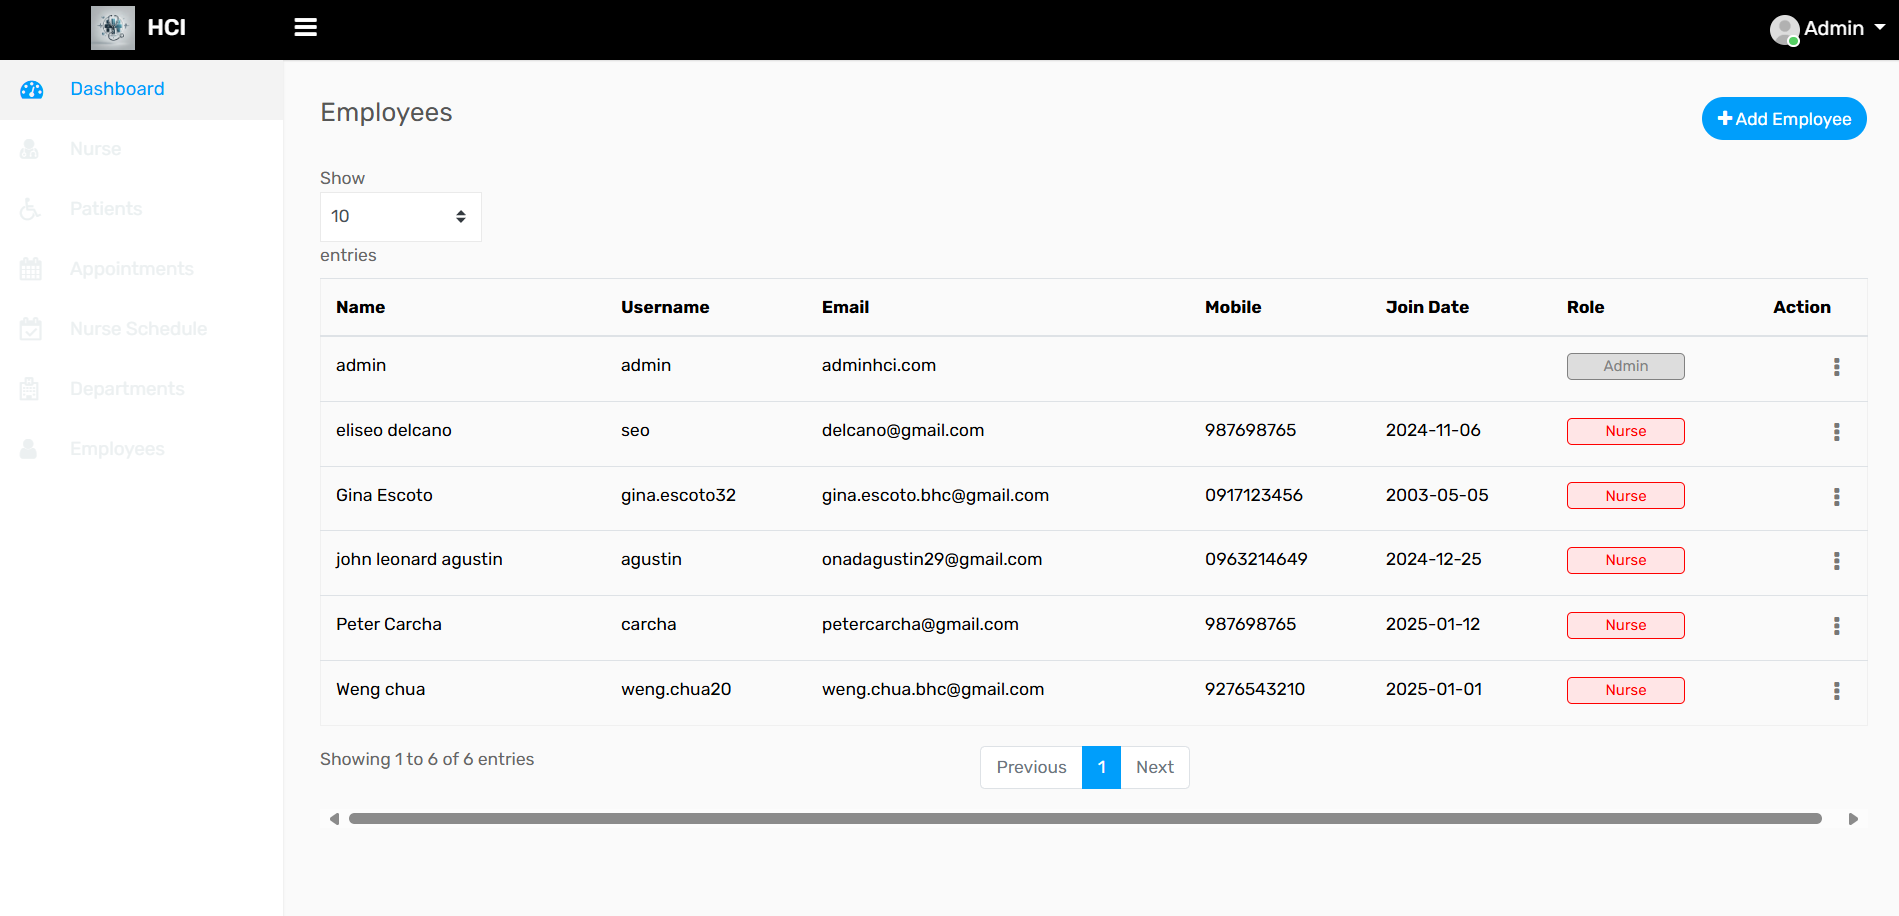 HCI
Admin
Dashboard
Nurse
Patients
Appointments
Nurse Schedule
Departments
Employees
Employees
Add Employee
Show
10
entries
Name Username Email Mobile Join Date Role Action
admin admin adminhci.com Admin
eliseo delcano seo delcano@gmail.com 987698765 2024-11-06 Nurse
Gina Escoto gina.escoto32 gina.escoto.bhc@gmail.com 0917123456 2003-05-05 Nurse
john leonard agustin agustin onadagustin29@gmail.com 0963214649 2024-12-25 Nurse
Peter Carcha carcha petercarcha@gmail.com 987698765 2025-01-12 Nurse
Weng chua weng.chua20 weng.chua.bhc@gmail.com 9276543210 2025-01-01 Nurse
Showing 1 to 6 of 6 entries
Previous 1 Next